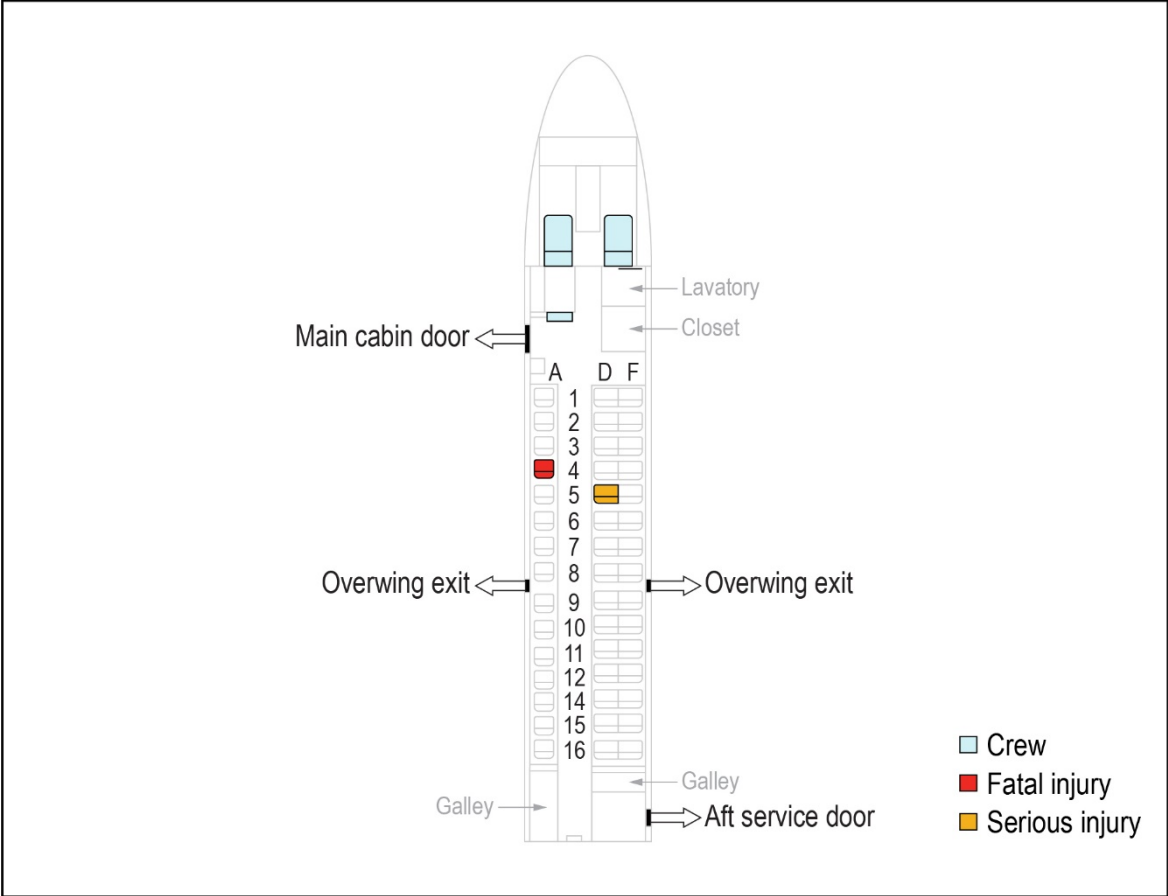 Lavatory
Closet
Main cabin door
A D F
1
2
3
4
5
6
7
8
Overwing exit Overwing exit
9
10
11
12
14
15
16
Crew
Galley
Fatal injury
Galley
Aft service door
Serious injury